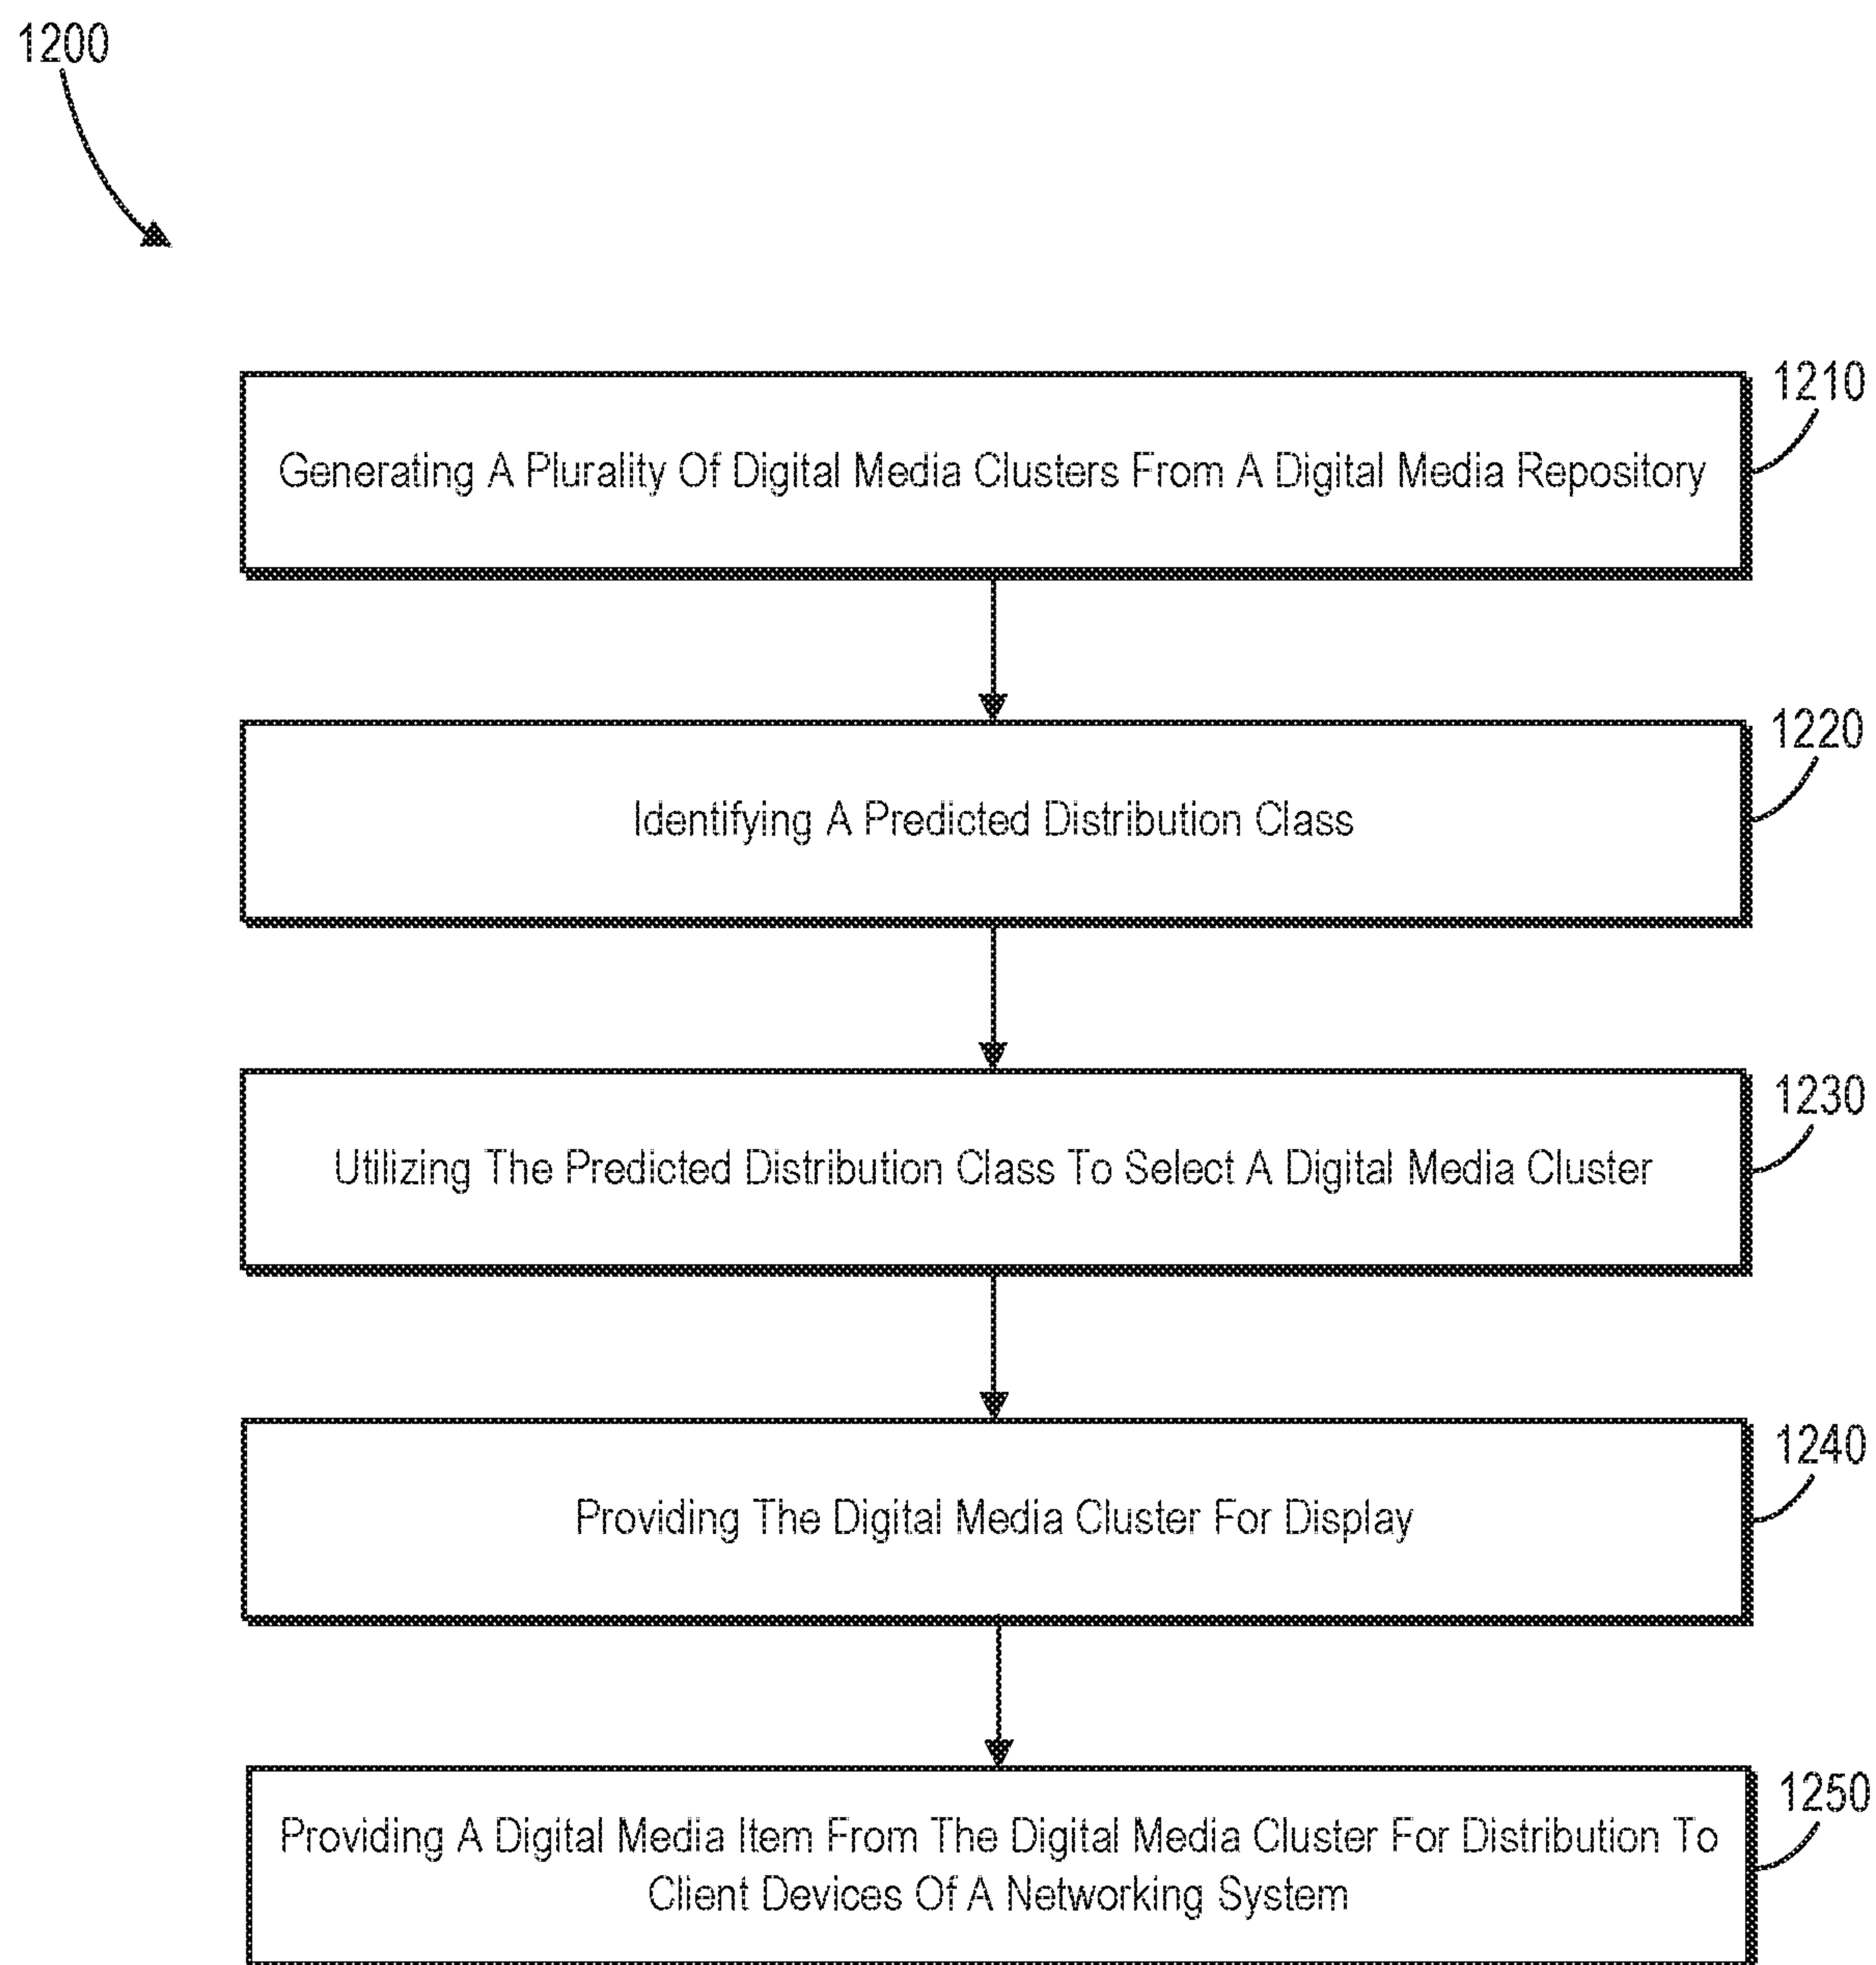 1200
1210
Generating A Plurality Of Digital Media Clusters From A Digital Media Repository
1220
Identifying A Predicted Distribution Class
1230
Utilizing The Predicted Distribution Class To Select A Digital Media Cluster
1240
Providing The Digital Media Cluster For Display
1250
Providing A Digital Media Item From The Digital Media Cluster For Distribution To
Client Devices Of A Networking System